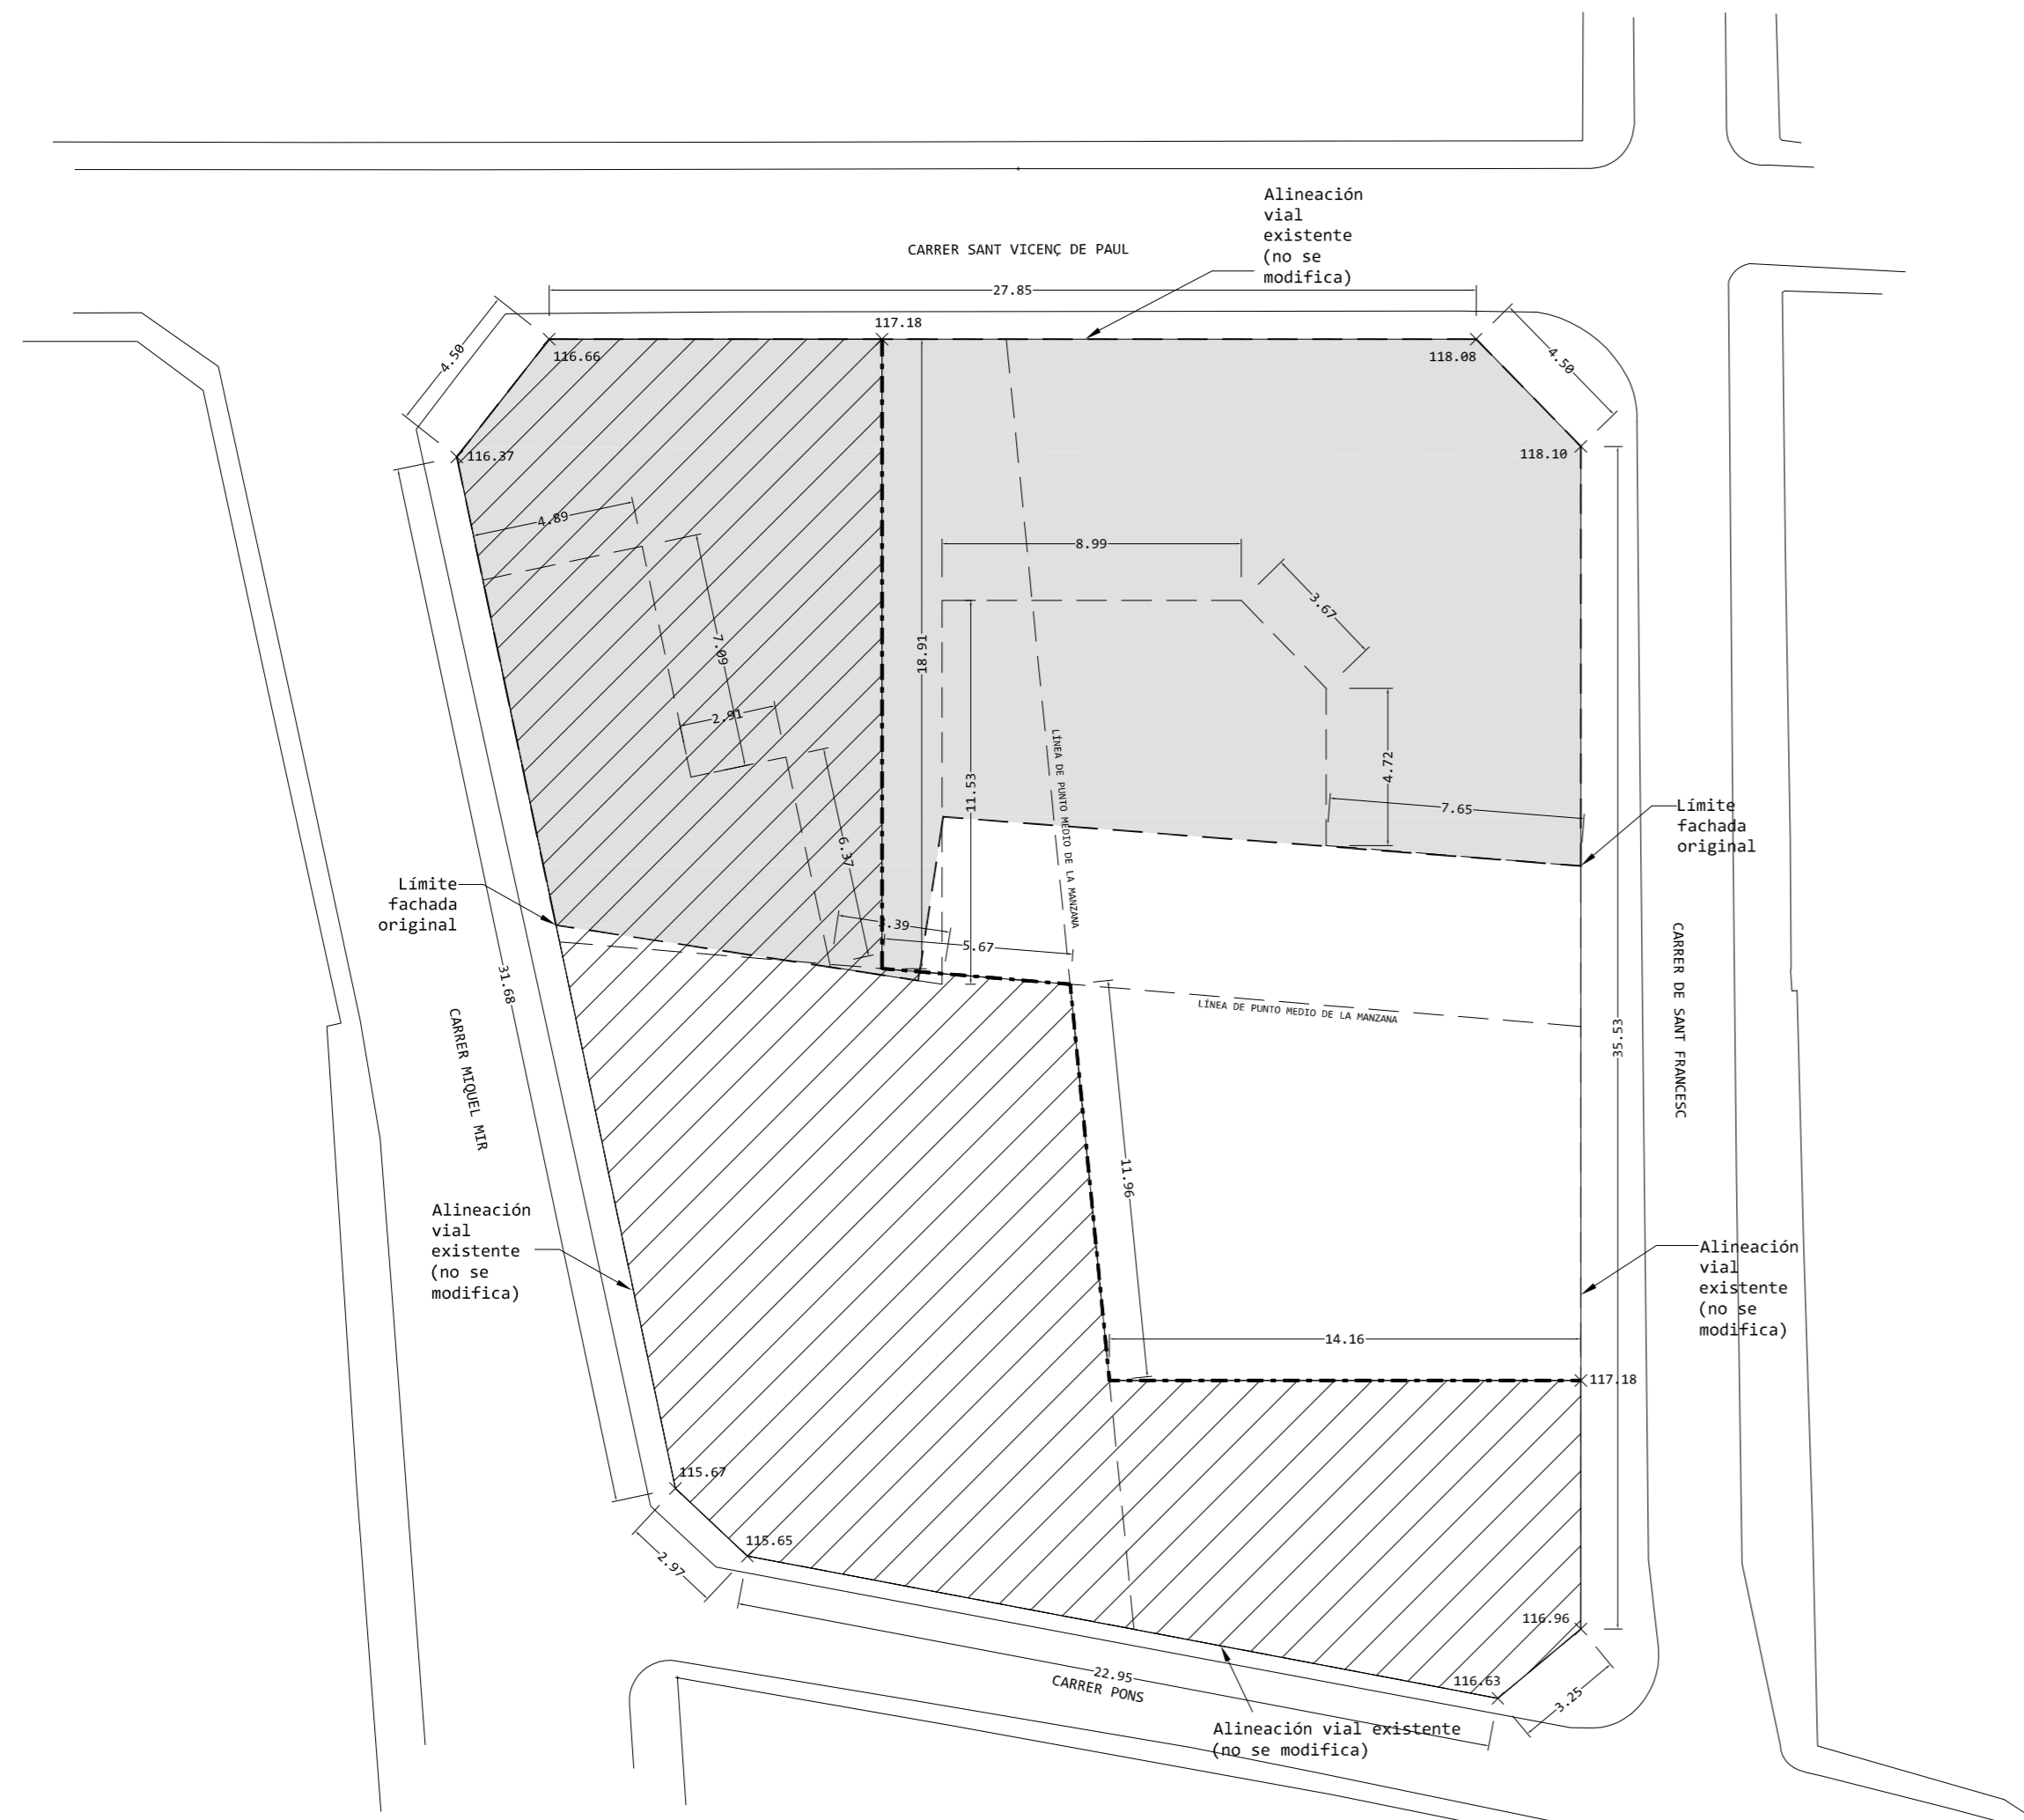 Alineación
vial
existente
(no se
modifica)
CARRER SANT VICENÇ DE PAUL
27.85
117.18
4.50
116.66
118.08
4.50
116.37
118.10
4.89
8.99
3.67
7.09
18.91
2.91
LÍNEA DE PUNTO MEDIO DE LA MANZANA
11.53
4.72
7.65
Límite
fachada
original
6.37
Límite
fachada
original
.39
5.67
31.68
LÍNEA DE PUNTO MEDIO DE LA MANZANA
CARRER DE SANT FRANCESC
35.53
CARRER MIQUEL MIR
11.96
Alineación
vial
existente
(no se
modifica)
Alineación
vial
existente
(no se
modifica)
14.16
117.18
115.67
115.65
2.97
116.96
116.63
22.95
CARRER PONS
3.25
Alineación vial existente
(no se modifica)